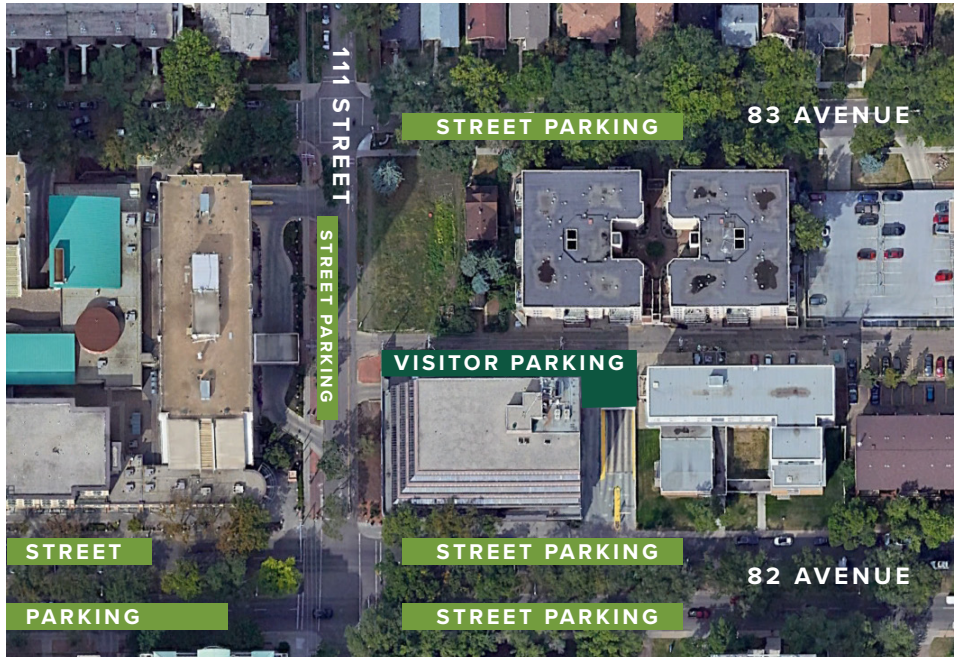 111 STREET
STREET PARKING
83 AVENUE
STREET PARKING
VISITOR PARKING
STREET
STREET PARKING
82 AVENUE
PARKING
STREET PARKING